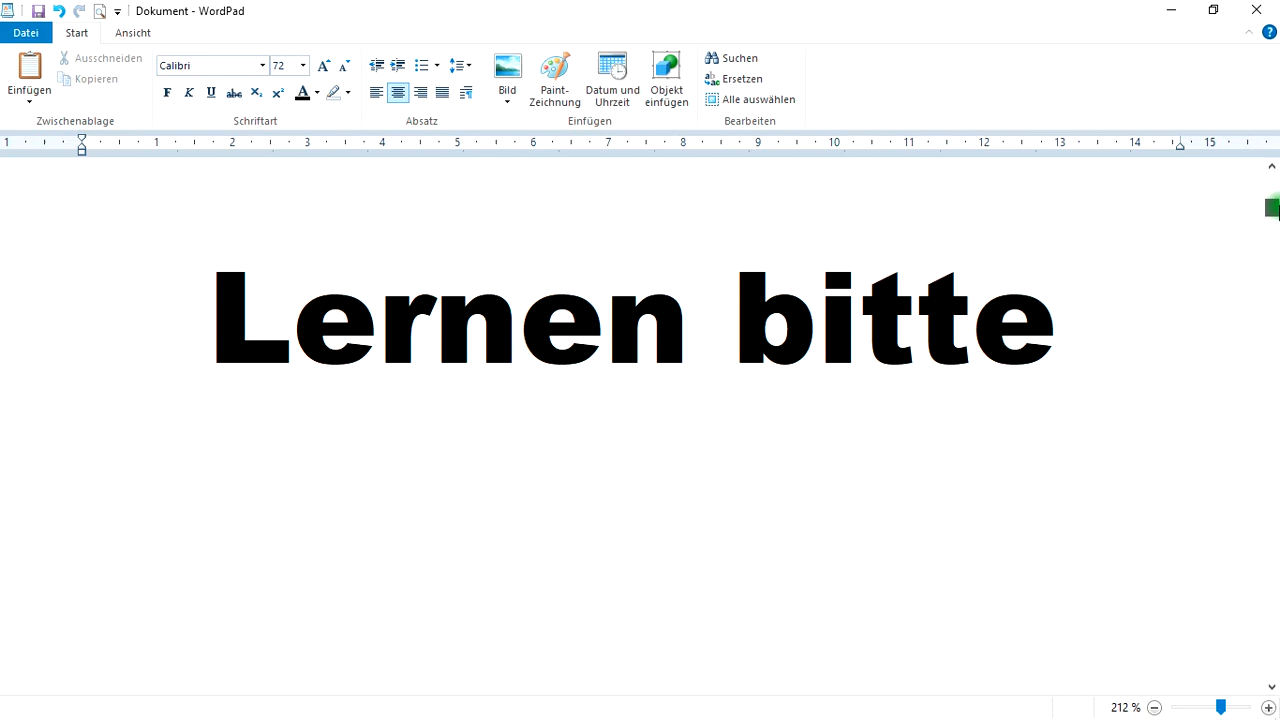 Dokument - WordPad
Datei Start Ansicht
Einfügen
Ausschneiden
Kopieren
Zwischenablage
Calibri 72
F K U abc X₂ X² A
Schriftart
Absatz
Bild
Paint-
Zeichnung
Datum und
Uhrzeit
Objekt
einfügen
Einfügen
Suchen
Ersetzen
Alle auswählen
Bearbeiten
1 1 2 3 4 5 6 7 8 9 10 11 12 13 14 15
Lernen bitte
212 %